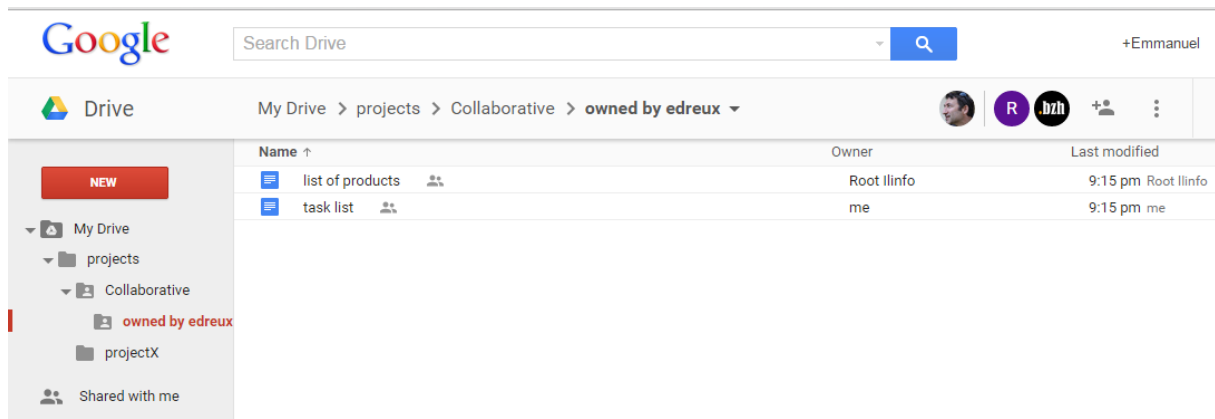 Google Search Drive +Emmanuel
Drive My Drive > projects > Collaborative > owned by edreux R .bzh
Name ↑ Owner Last modified
NEW list of products Root Ilinfo 9:15 pm Root Ilinfo
task list me 9:15 pm me
My Drive
projects
Collaborative
owned by edreux
projectX
Shared with me